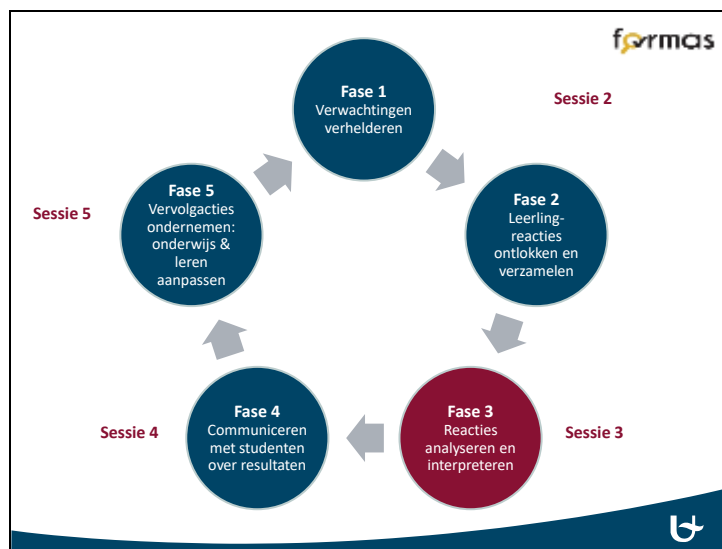 formas
Fase 1
Verwachtingen
verhelderen
Sessie 2
Fase 2
Leerling-
reacties
ontlokken en
verzamelen
Fase 3
Reacties
analyseren en
interpreteren
Sessie 3
Fase 4
Communiceren
met studenten
over resultaten
Sessie 4
Fase 5
Vervolgacties
ondernemen:
onderwijs &
leren
aanpassen
Sessie 5